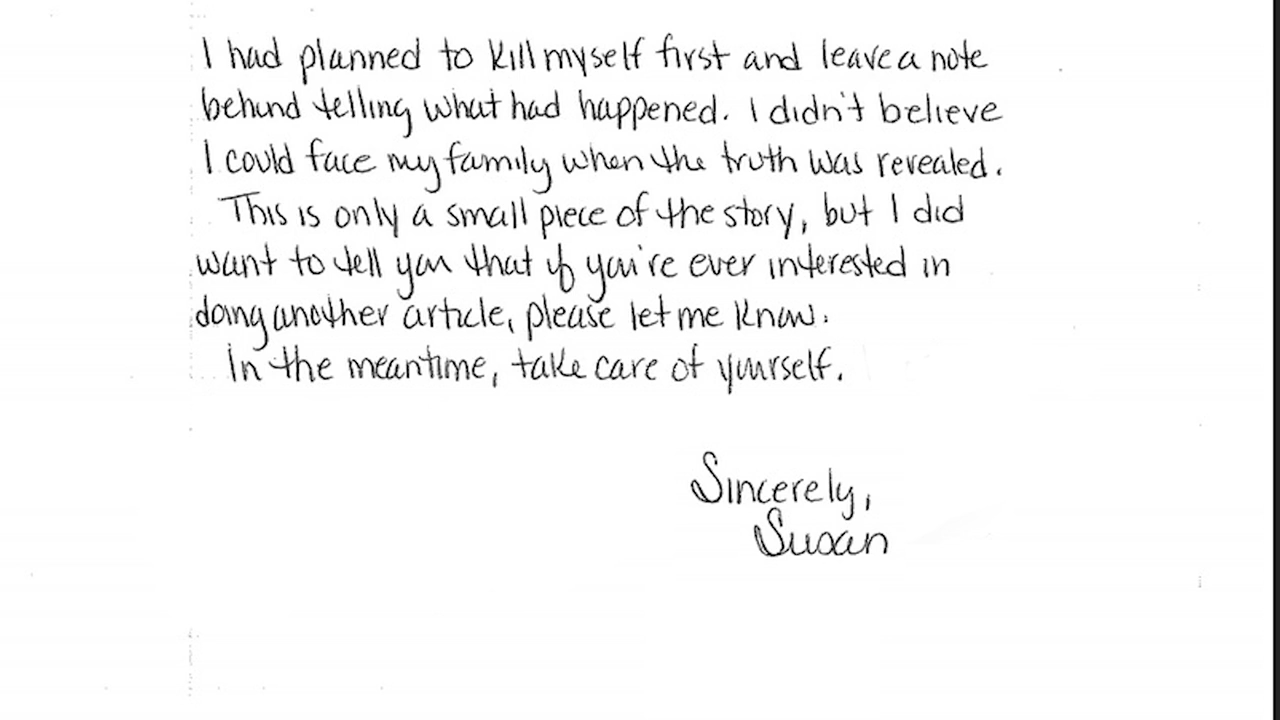 I had planned to kill myself first and leave a note
behind telling what had happened. I didn't believe
I could face my family when the truth was revealed.
This is only a small piece of the story, but I did
want to tell you that if you're ever interested in
doing another article, please let me know.
In the meantime, take care of yourself.
Sincerely,
Susan